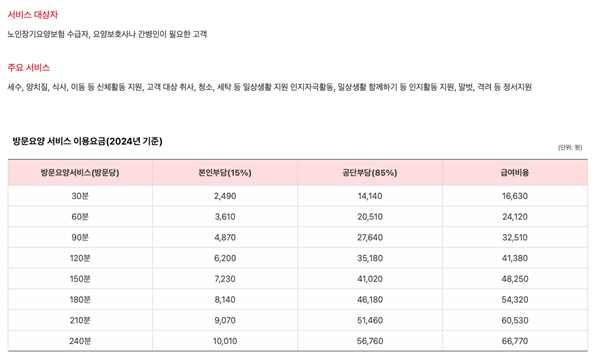 서비스 대상자
노인장기요양보험 수급자, 요양보호사나 간병인이 필요한 고객
주요 서비스
세수, 양치질, 식사, 이동 등 신체활동 지원, 고객 대상 취사, 청소, 세탁 등 일상생활 지원 인지자극활동, 일상생활 함께하기 등 인지활동 지원, 말벗, 격려 등 정서지원
방문요양 서비스 이용요금(2024년 기준)
(단위: 원)
방문요양서비스(방문당) 본인부담(15%) 공단부담(85%) 급여비용
30분 2,490 14,140 16,630
60분 3,610 20,510 24,120
90분 4,870 27,640 32,510
120분 6,200 35,180 41,380
150분 7,230 41,020 48,250
180분 8,140 46,180 54,320
210분 9,070 51,460 60,530
240분 10,010 56,760 66,770